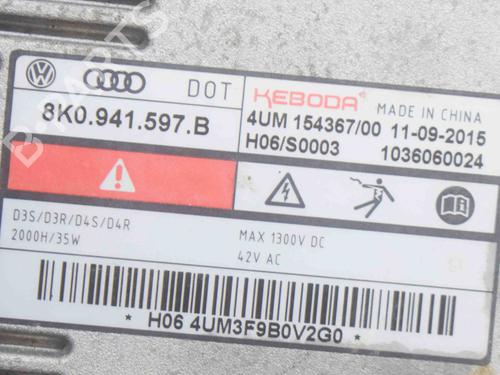 DOT
8K0.941.597.B
KEBODA MADE IN CHINA
4UM 154367/00 11-09-2015
H06/S0003 1036060024
D3S/D3R/D4S/D4R
2000H/35W
MAX 1300V DC
42V AC
* H06 4UM3F9B0V2G0 *